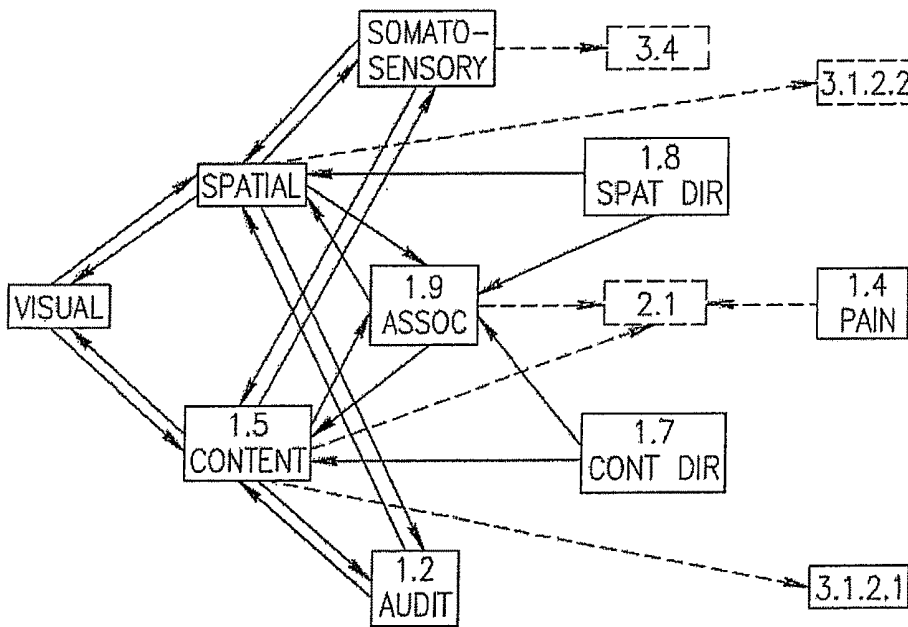 SOMATO-
SENSORY
3.4
3.1.2.2
1.8
SPAT DIR
SPATIAL
1.9
ASSOC
2.1
1.4
PAIN
VISUAL
1.5
CONTENT
1.7
CONT DIR
1.2
AUDIT
3.1.2.1